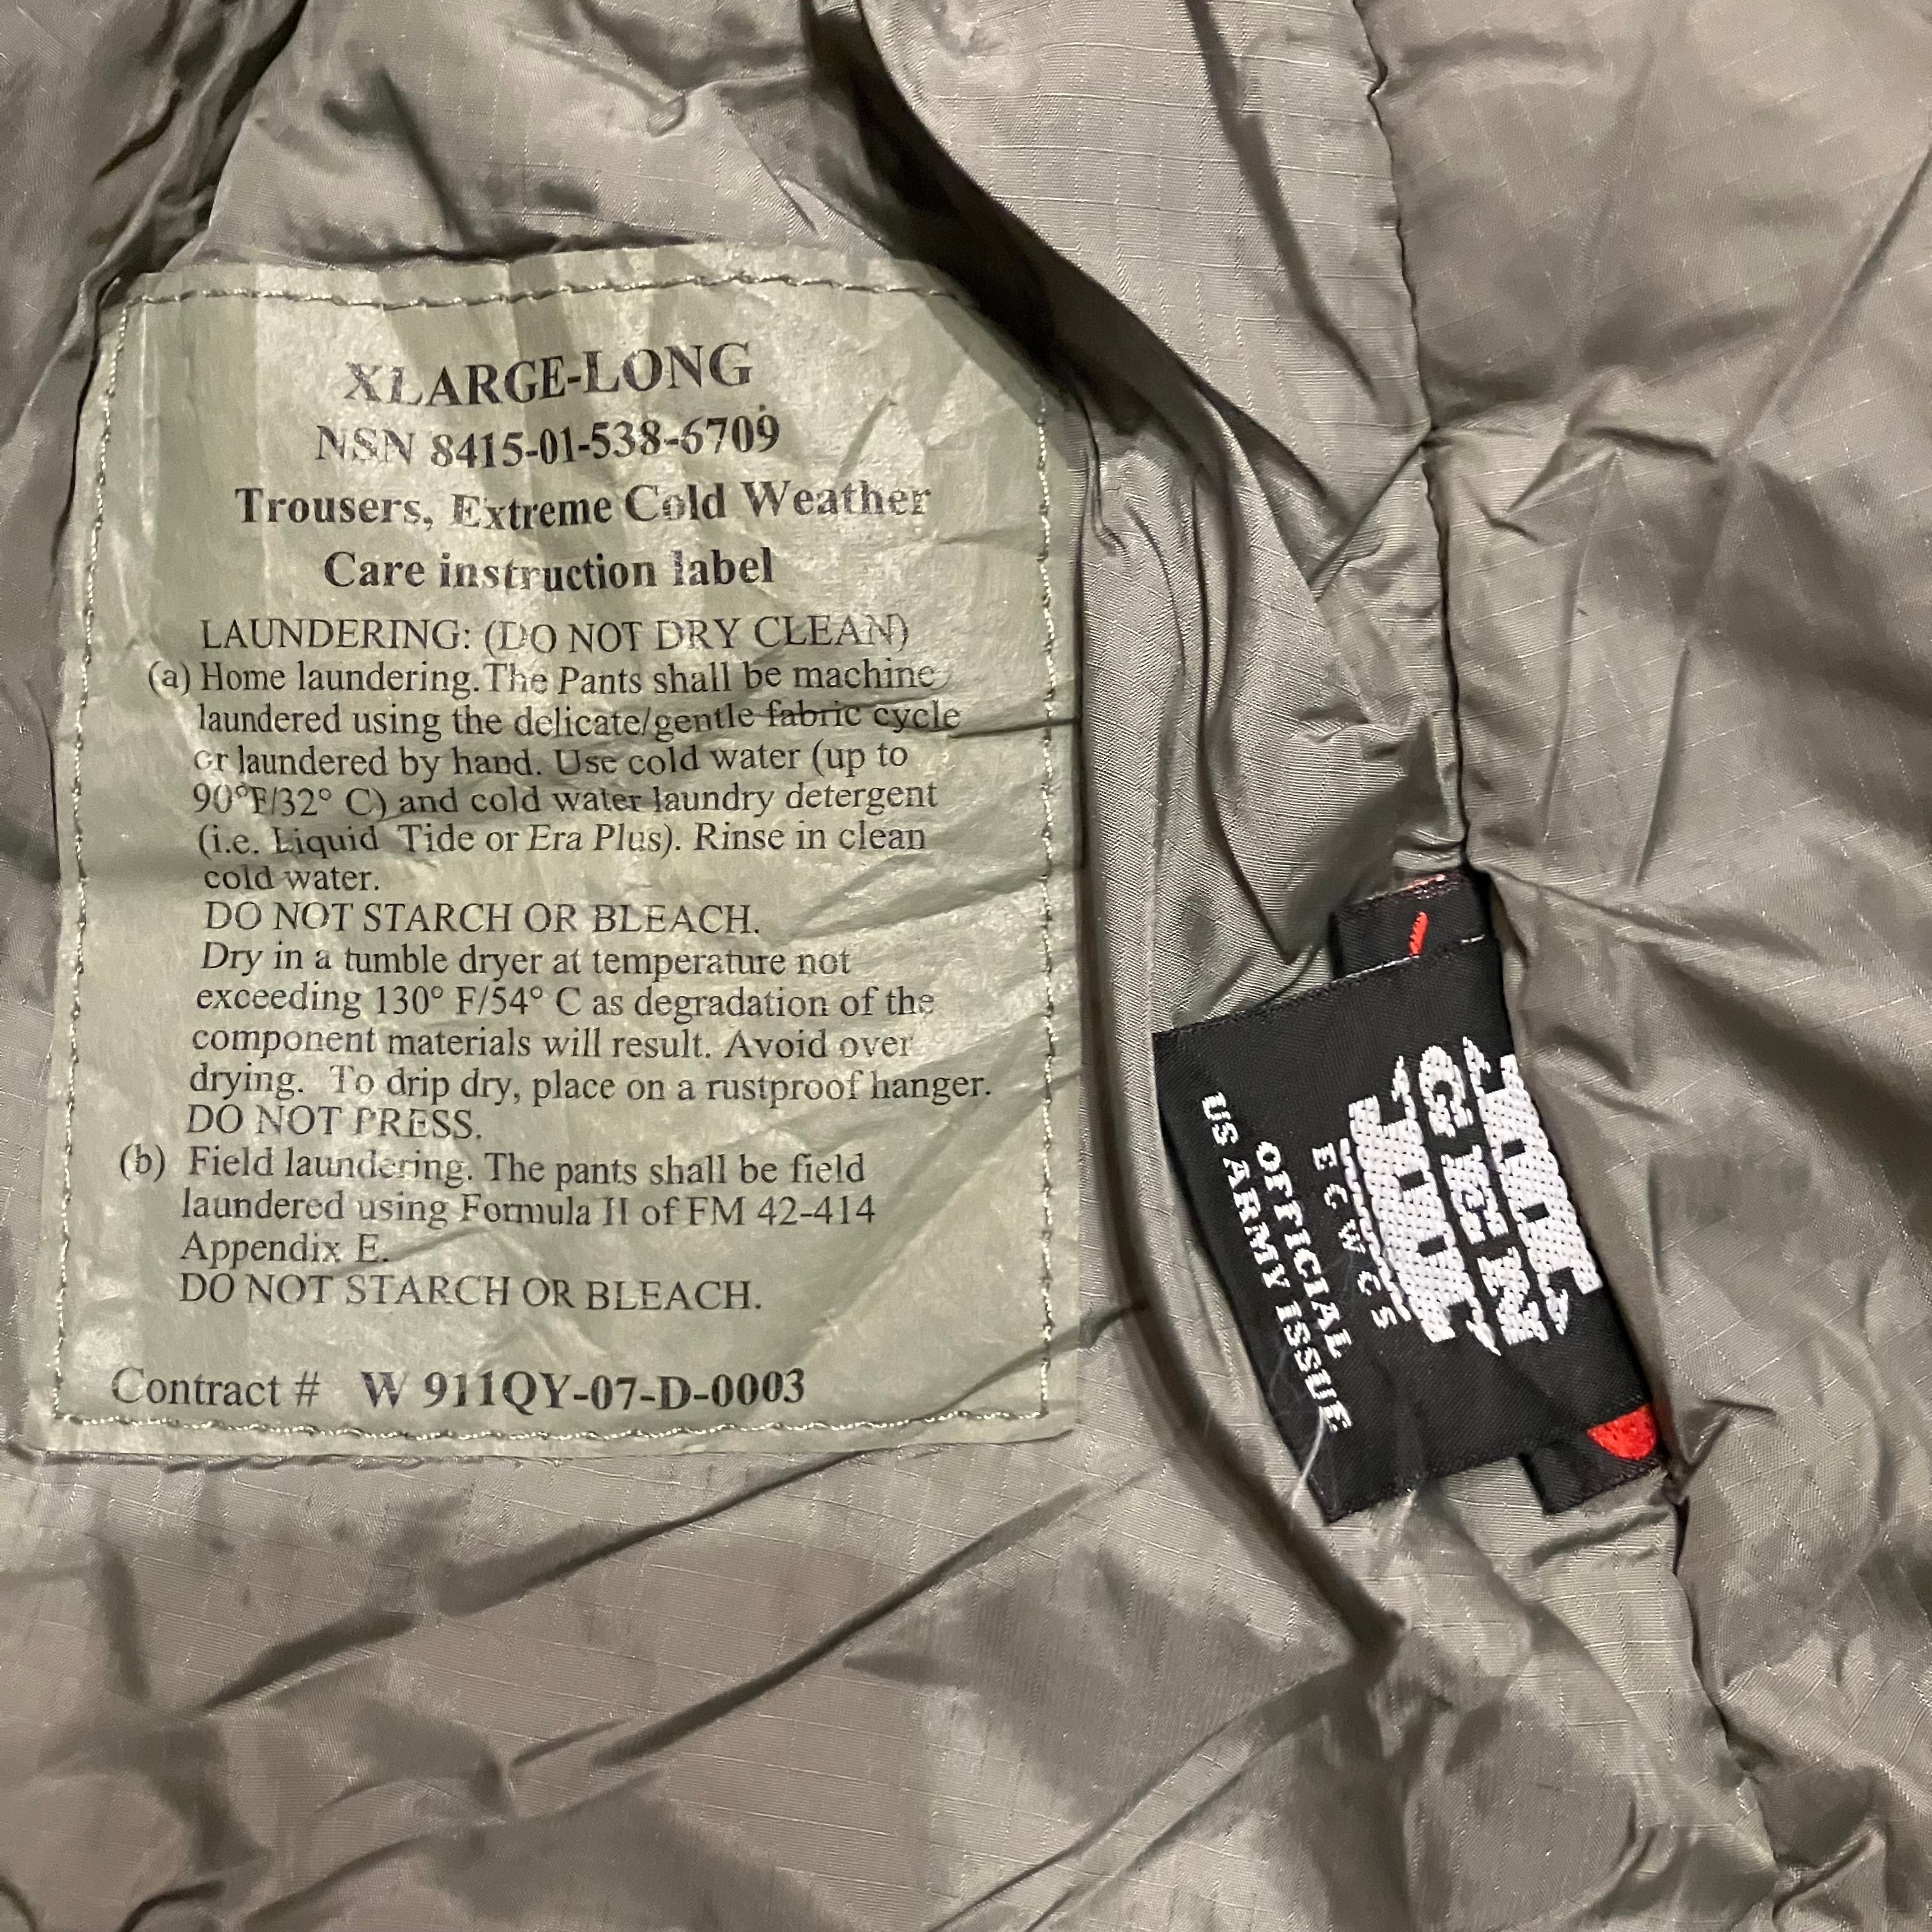 XLARGE-LONG
NSN 8415-01-538-6709
Trousers, Extreme Cold Weather
Care instruction label
LAUNDERING: (DO NOT DRY CLEAN)
(a) Home laundering. The Pants shall be machine
laundered using the delicate/gentle fabric cycle
or laundered by hand. Use cold water (up to
90°F/32° C) and cold water laundry detergent
(i.e. Liquid Tide or Era Plus). Rinse in clean
cold water.
DO NOT STARCH OR BLEACH.
Dry in a tumble dryer at temperature not
exceeding 130° F/54° C as degradation of the
component materials will result. Avoid over
drying. To drip dry, place on a rustproof hanger.
DO NOT PRESS.
(b) Field laundering. The pants shall be field
laundered using Formula II of FM 42-414
Appendix E.
DO NOT STARCH OR BLEACH.
Contract # W 911QY-07-D-0003
GEN
III
ECWCS
OFFICIAL
US ARMY ISSUE